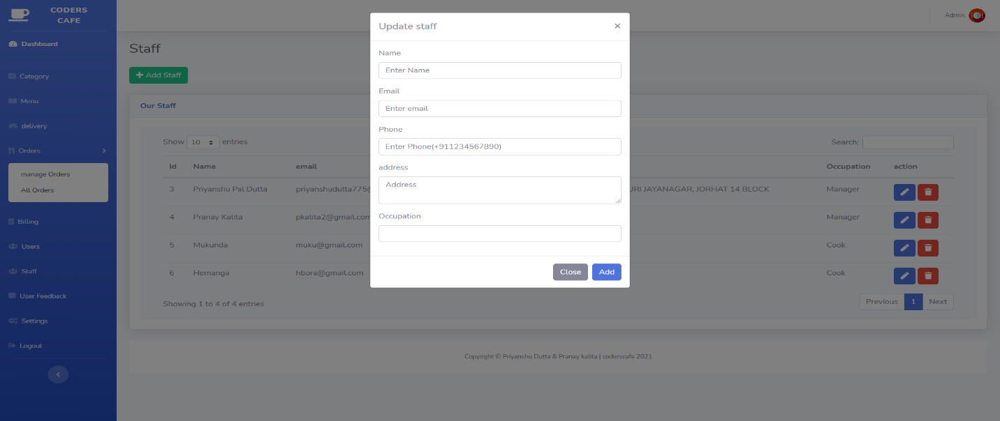 CODERS
CAFE
Dashboard
Category
Menu
delivery
Orders
manage Orders
All Orders
Billing
Users
Staff
User Feedback
Settings
Logout
Admin
Staff
Add Staff
Our Staff
Show 10 entries
Search:
Id Name email Occupation action
3 Priyanshu Pal Dutta priyanshudutta775@ URI JAYANAGAR, JORHAT 14 BLOCK Manager
4 Pranay Kalita pkalita2@gmail.com Manager
5 Mukunda muku@gmail.com Cook
6 Hemanga hbora@gmail.com Cook
Showing 1 to 4 of 4 entries
Previous 1 Next
Copyright © Priyanshu Dutta & Pranay kalita | coderscafe 2021
Update staff
×
Name
Enter Name
Email
Enter email
Phone
Enter Phone(+911234567890)
address
Address
Occupation
Close Add